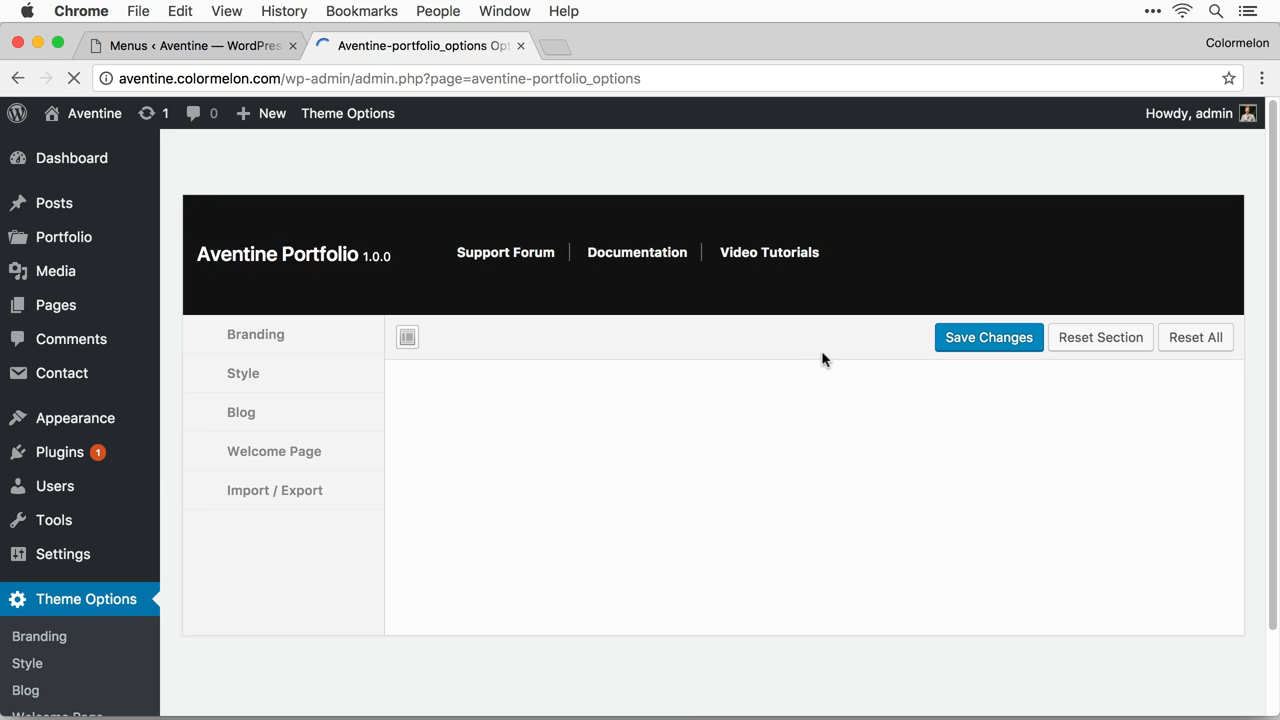 Chrome File Edit View History Bookmarks People Window Help
Menus ‹ Aventine — WordPres
Aventine-portfolio_options Opt
Colormelon
aventine.colormelon.com/wp-admin/admin.php?page=aventine-portfolio_options
Aventine 1 0 New Theme Options Howdy, admin
Dashboard
Posts
Portfolio
Media
Pages
Comments
Contact
Appearance
Plugins 1
Users
Tools
Settings
Theme Options
Branding
Style
Blog
Welcome Page
Aventine Portfolio 1.0.0
Support Forum
Documentation
Video Tutorials
Branding
Style
Blog
Welcome Page
Import / Export
Save Changes
Reset Section
Reset All